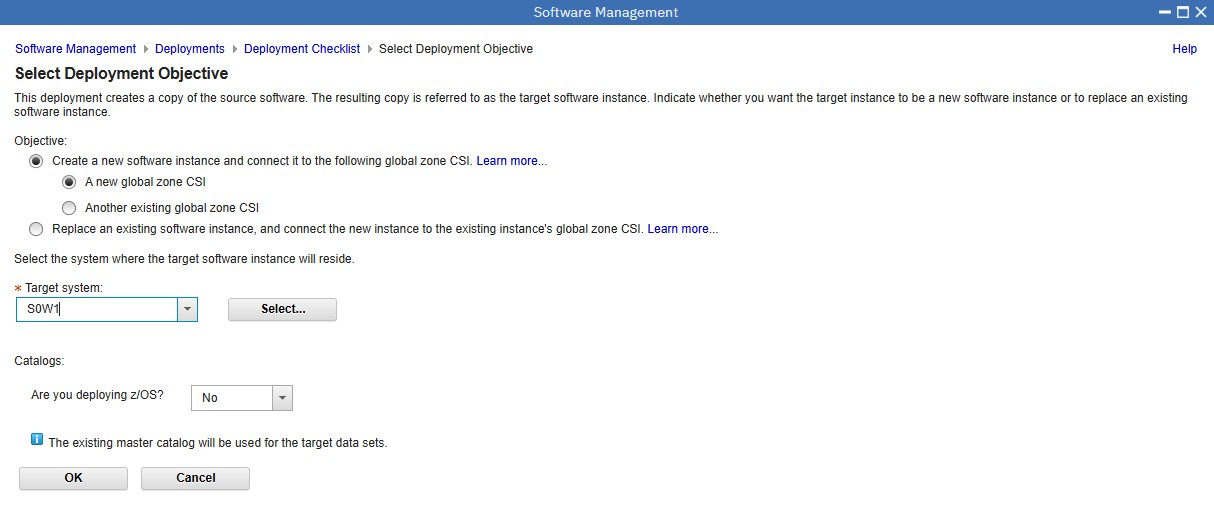 Software Management
Software Management Deployments Deployment Checklist Select Deployment Objective Help
Select Deployment Objective
This deployment creates a copy of the source software. The resulting copy is referred to as the target software instance. Indicate whether you want the target instance to be a new software instance or to replace an existing
software instance.
Objective:
Create a new software instance and connect it to the following global zone CSI. Learn more...
A new global zone CSI
Another existing global zone CSI
Replace an existing software instance, and connect the new instance to the existing instance's global zone CSI. Learn more...
Select the system where the target software instance will reside.
* Target system:
S0W1 Select...
Catalogs:
Are you deploying z/OS? No
i The existing master catalog will be used for the target data sets.
OK Cancel